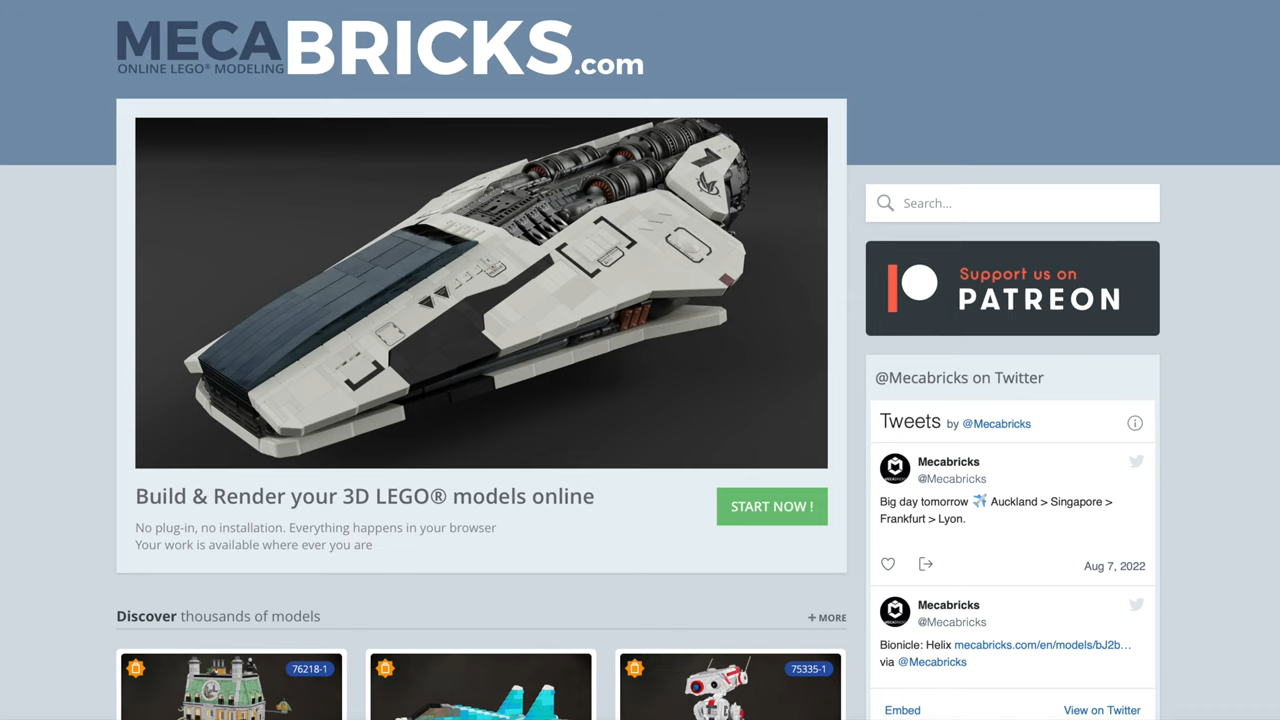 MECABRICKS.com
ONLINE LEGO® MODELING
Search...
Support us on
PATREON
@Mecabricks on Twitter
Tweets by @Mecabricks
Mecabricks
@Mecabricks
Big day tomorrow ✈️ Auckland > Singapore >
Frankfurt > Lyon.
Aug 7, 2022
Mecabricks
@Mecabricks
Bionicle: Helix mecabricks.com/en/models/bJ2b…
via @Mecabricks
Embed
View on Twitter
Build & Render your 3D LEGO® models online
No plug-in, no installation. Everything happens in your browser
Your work is available where ever you are
START NOW !
Discover thousands of models
+ MORE
76218-1
75335-1